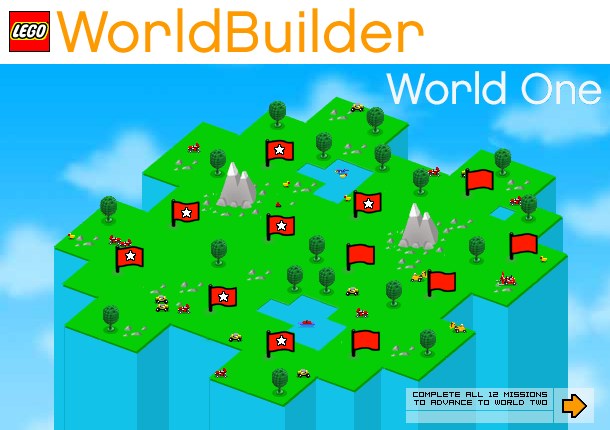 LEGO WorldBuilder
World One
COMPLETE ALL 12 MISSIONS
TO ADVANCE TO WORLD TWO